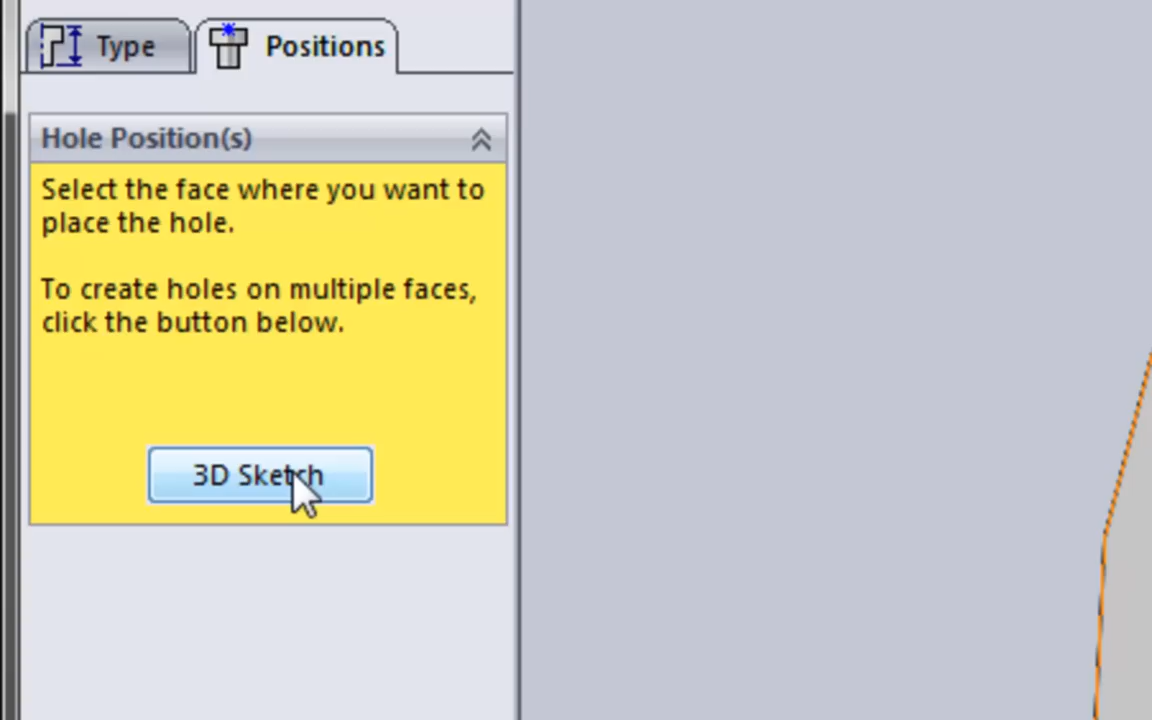 Type
Positions
Hole Position(s)
Select the face where you want to
place the hole.
To create holes on multiple faces,
click the button below.
3D Sketch